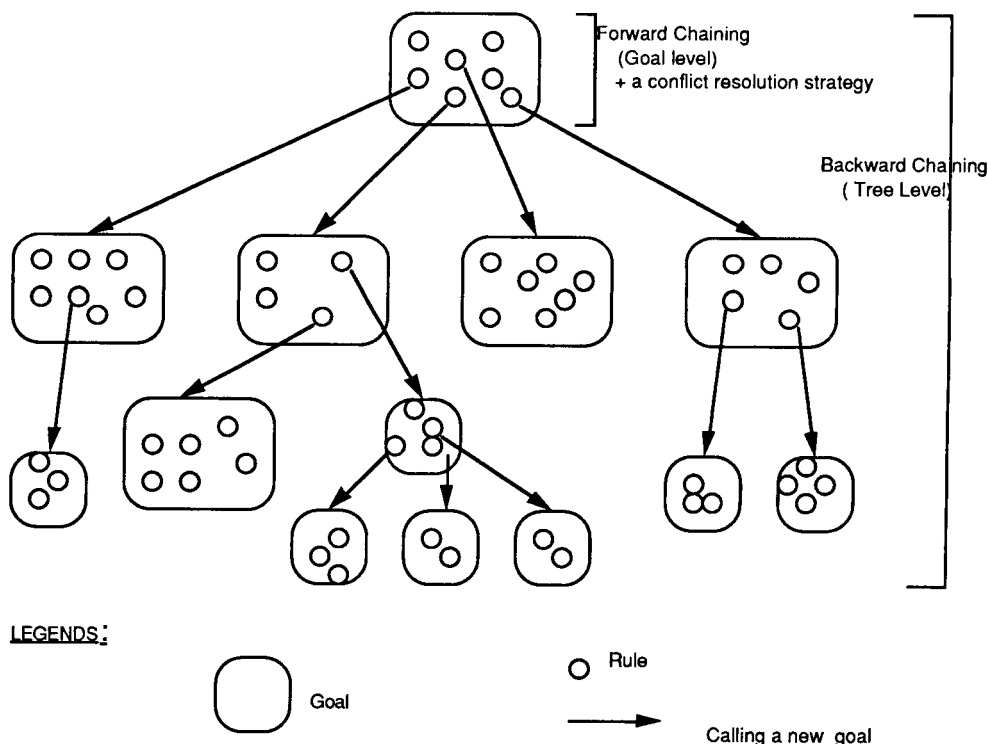 Forward Chaining
(Goal level)
+ a conflict resolution strategy
Backward Chaining
( Tree Level)
LEGENDS:
Rule
Goal
Calling a new goal